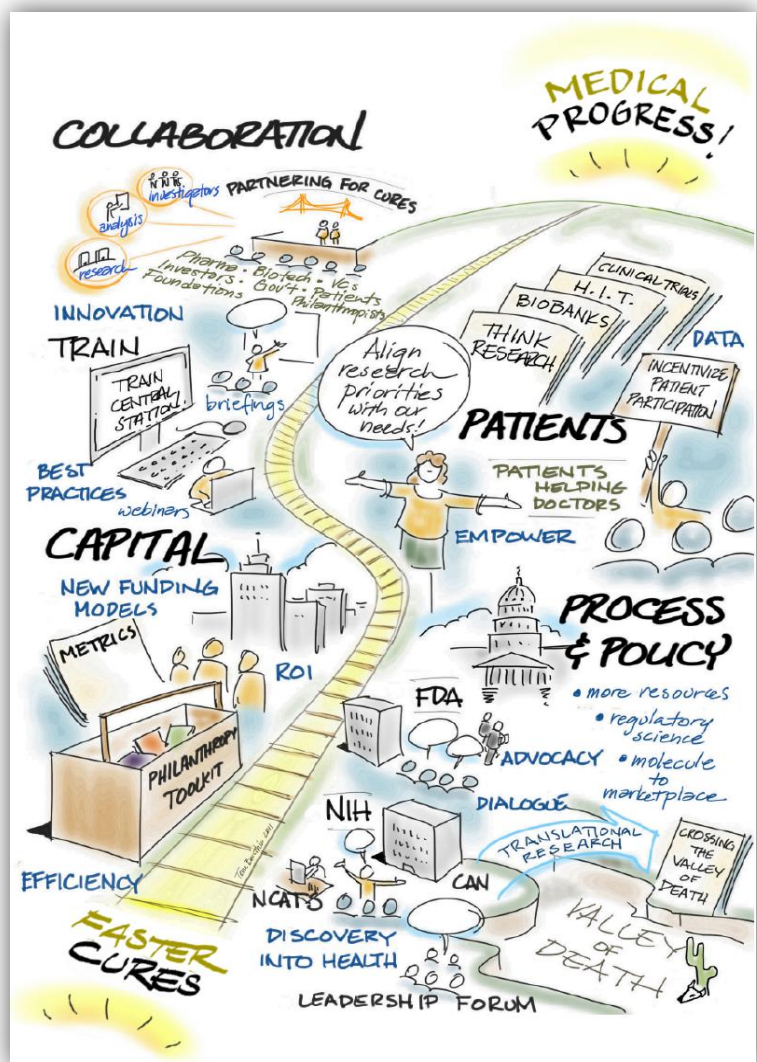 MEDICAL
PROGRESS!
COLLABORATION
investigators
analysis
research
PARTNERING FOR CURES
Pharma • Biotech • VCs
Investors • Gov't • Patients
Foundations Philanthropists
INNOVATION
TRAIN
TRAIN
CENTRAL
STATION
briefings
BEST
PRACTICES
webinars
CLINICAL TRIALS
H.I.T.
BIOBANKS
THINK
RESEARCH
DATA
Align
research
priorities
with our
needs!
INCENTIVIZE
PATIENT
PARTICIPATION
PATIENTS
PATIENTS
HELPING
DOCTORS
EMPOWER
CAPITAL
NEW FUNDING
MODELS
METRICS
ROI
PHILANTHROPY
TOOLKIT
EFFICIENCY
PROCESS
& POLICY
• more resources
• regulatory
science
• molecule
to
marketplace
FDA
ADVOCACY
DIALOGUE
NIH
NCATS
CAN
TRANSLATIONAL
RESEARCH
CROSSING
THE
VALLEY
OF
DEATH
VALLEY
OF
DEATH
DISCOVERY
INTO HEALTH
LEADERSHIP FORUM
FASTER
CURES